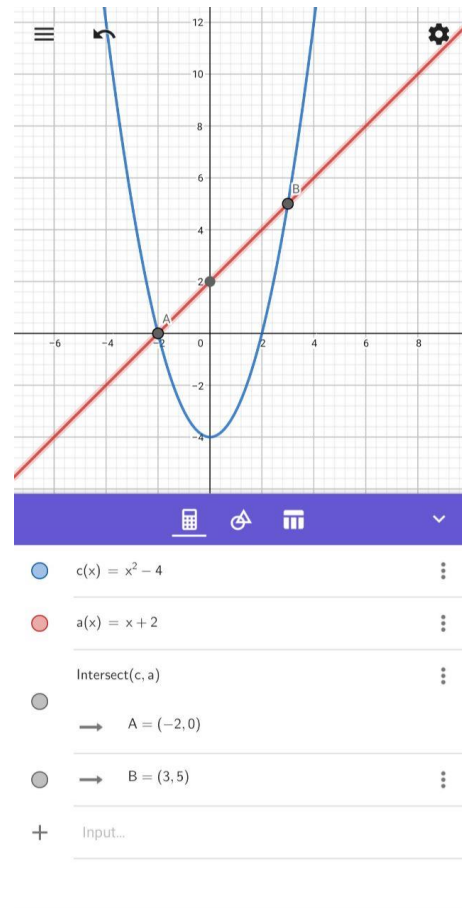 12
10
8
6
B
4
2
A
-6
-4
-2
0
2
4
6
8
-2
-4
c(x) = x² – 4
a(x) = x + 2
Intersect(c, a)
→ A = (−2, 0)
→ B = (3, 5)
+ Input...